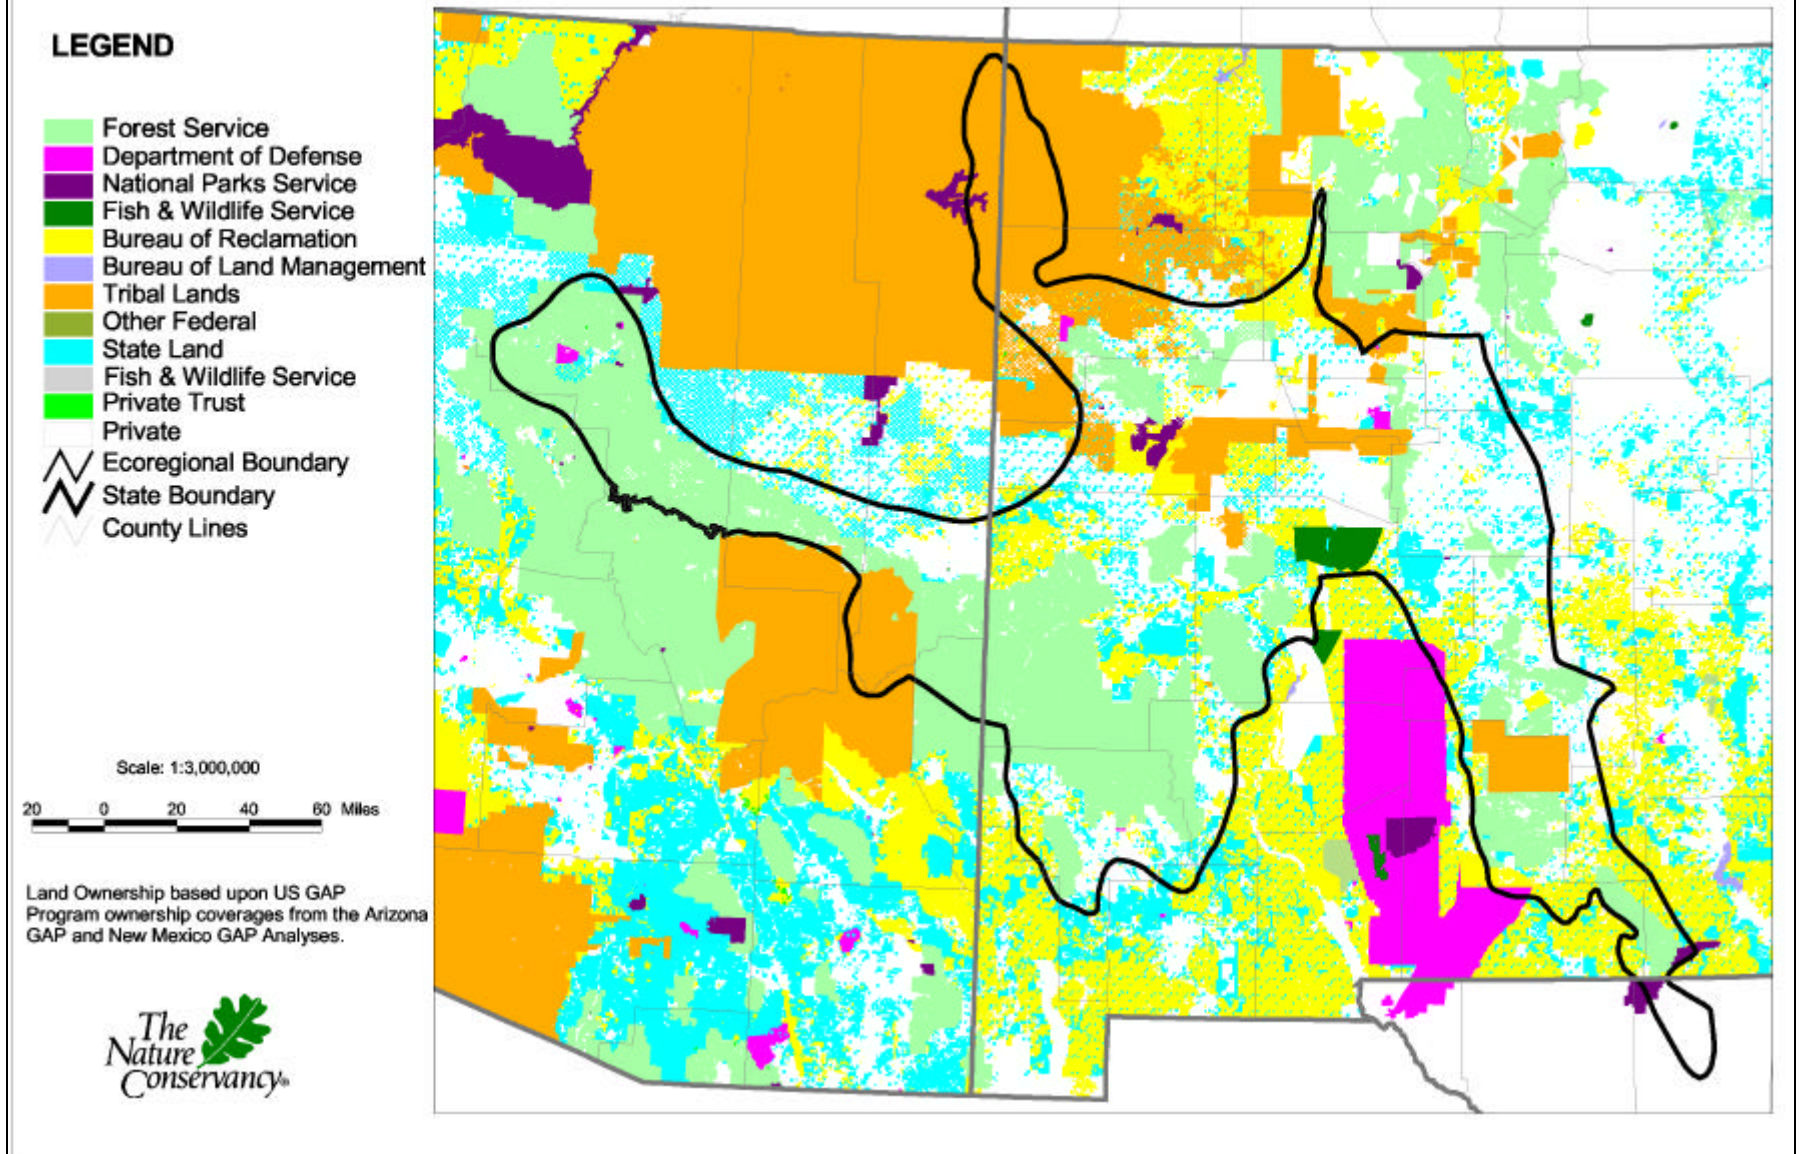 LEGEND
Forest Service
Department of Defense
National Parks Service
Fish & Wildlife Service
Bureau of Reclamation
Bureau of Land Management
Tribal Lands
Other Federal
State Land
Fish & Wildlife Service
Private Trust
Private
Ecoregional Boundary
State Boundary
County Lines
Scale: 1:3,000,000
20 0 20 40 60 Miles
Land Ownership based upon US GAP
Program ownership coverages from the Arizona
GAP and New Mexico GAP Analyses.
The
Nature
Conservancy®